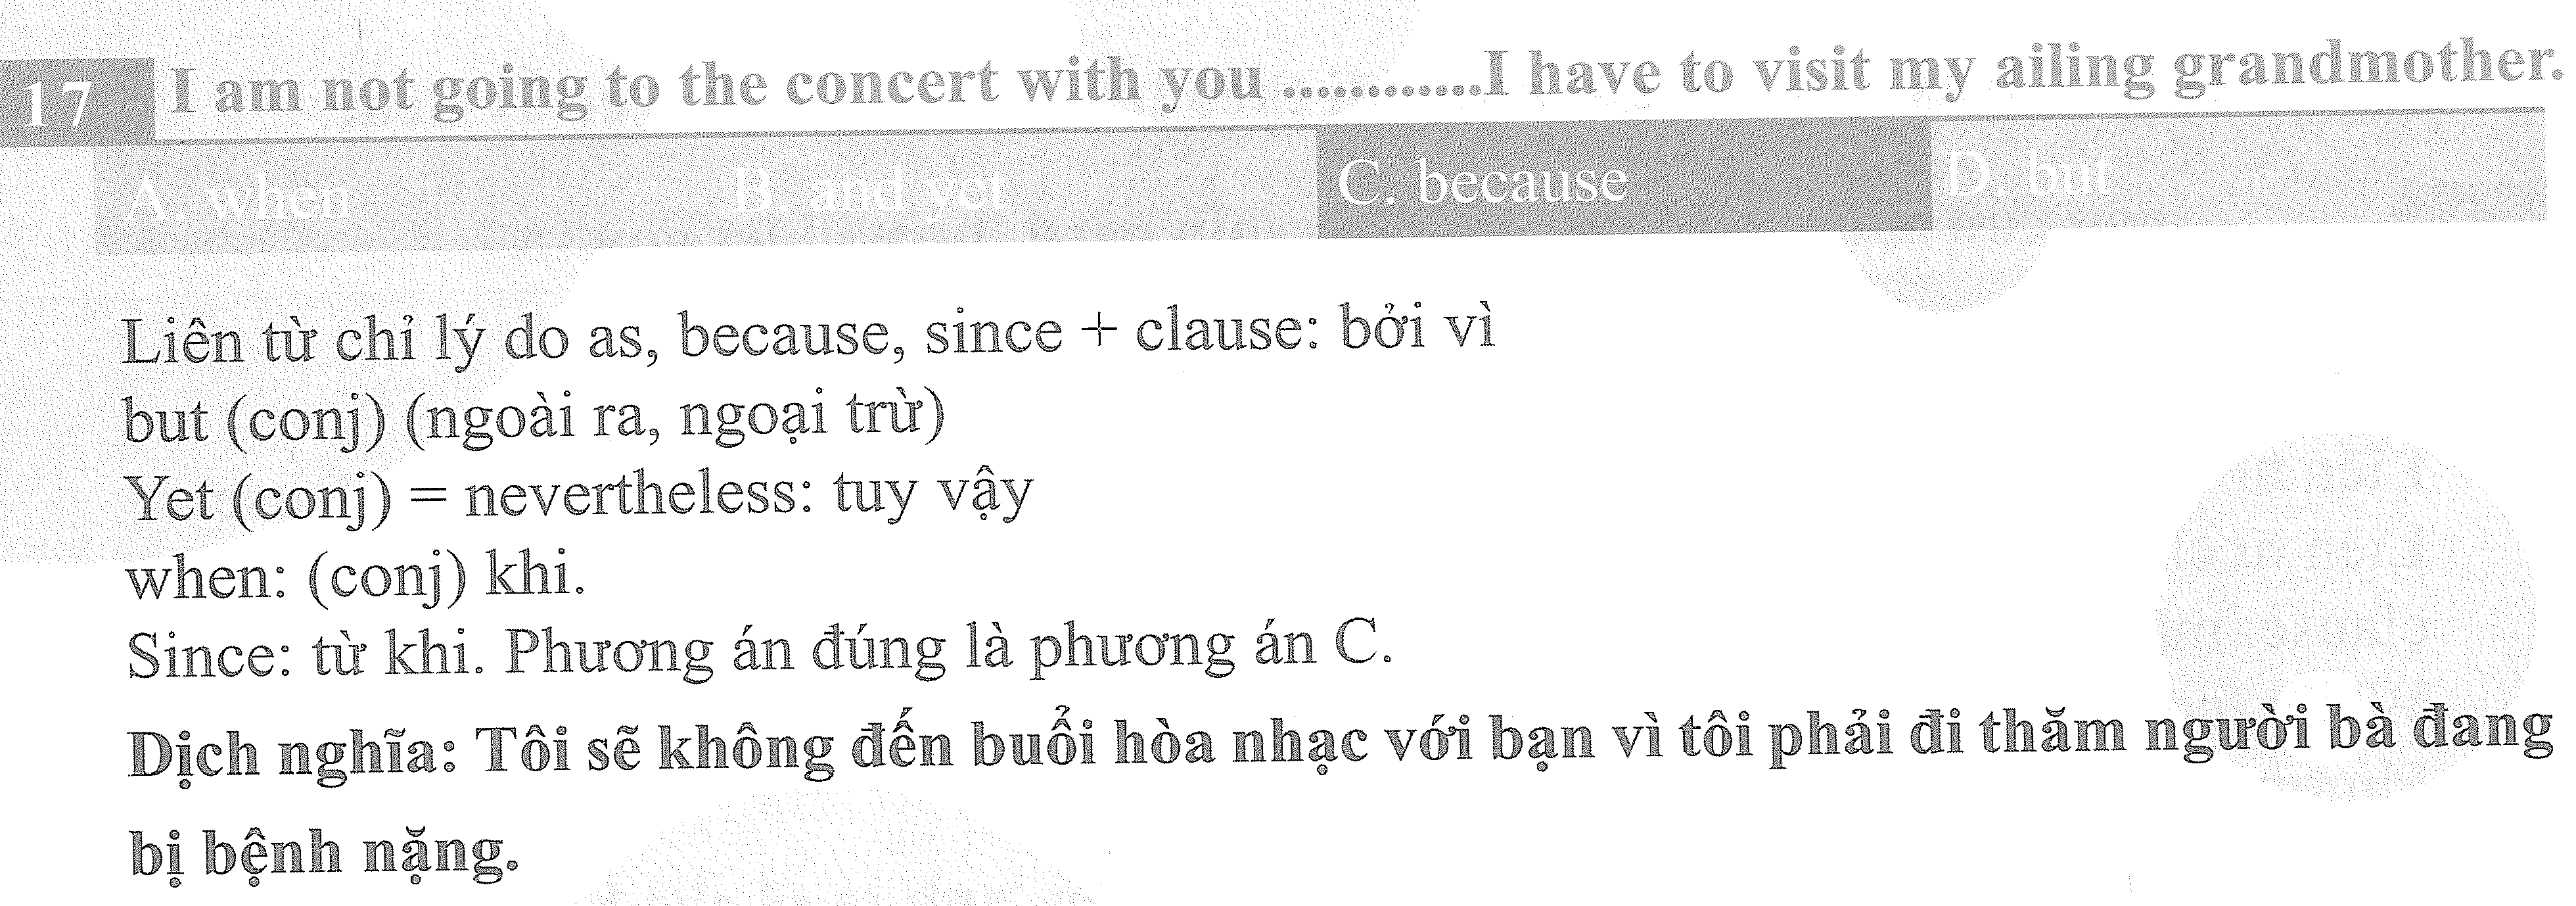 17 I am not going to the concert with you ............I have to visit my ailing grandmother.
A. when B. and yet C. because D. but
Liên từ chỉ lý do as, because, since + clause: bởi vì
but (conj) (ngoài ra, ngoại trừ)
Yet (conj) = nevertheless: tuy vậy
when: (conj) khi.
Since: từ khi. Phương án đúng là phương án C.
Dịch nghĩa: Tôi sẽ không đến buổi hòa nhạc với bạn vì tôi phải đi thăm người bà đang
bị bệnh nặng.